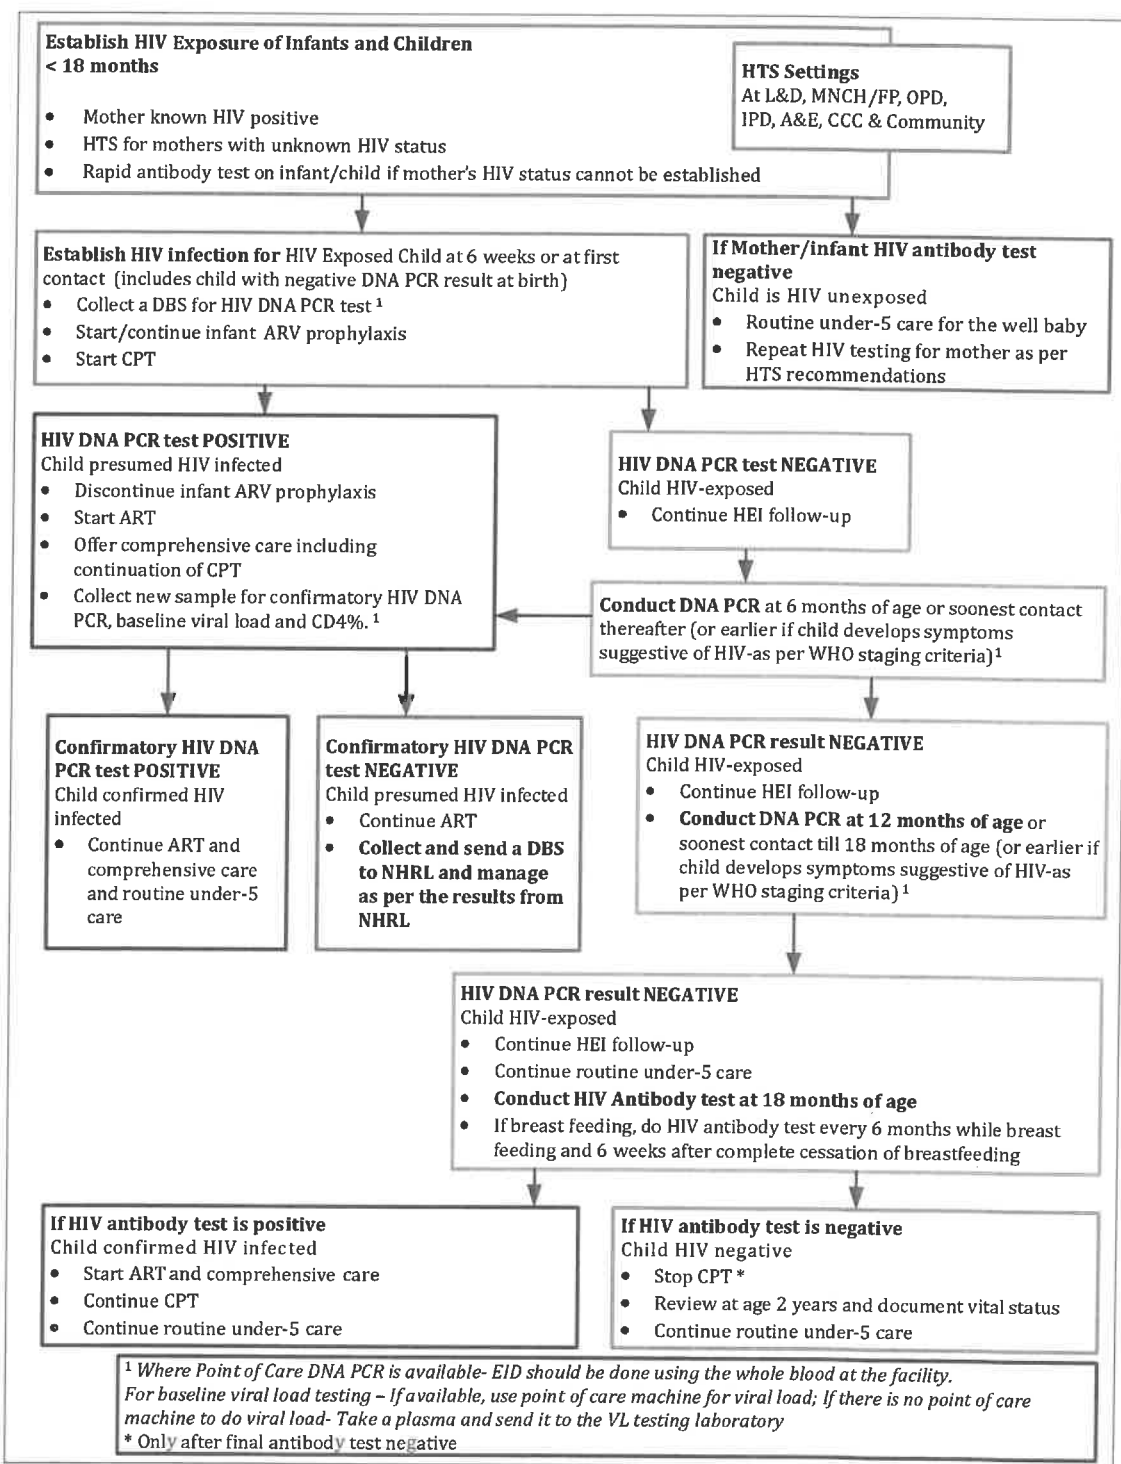 Establish HIV Exposure of Infants and Children
< 18 months
• Mother known HIV positive
• HTS for mothers with unknown HIV status
• Rapid antibody test on infant/child if mother's HIV status cannot be established
HTS Settings
At L&D, MNCH/FP, OPD,
IPD, A&E, CCC & Community
Establish HIV infection for HIV Exposed Child at 6 weeks or at first
contact (includes child with negative DNA PCR result at birth)
• Collect a DBS for HIV DNA PCR test ¹
• Start/continue infant ARV prophylaxis
• Start CPT
If Mother/infant HIV antibody test
negative
Child is HIV unexposed
• Routine under-5 care for the well baby
• Repeat HIV testing for mother as per
HTS recommendations
HIV DNA PCR test POSITIVE
Child presumed HIV infected
• Discontinue infant ARV prophylaxis
• Start ART
• Offer comprehensive care including
continuation of CPT
• Collect new sample for confirmatory HIV DNA
PCR, baseline viral load and CD4%. ¹
HIV DNA PCR test NEGATIVE
Child HIV-exposed
• Continue HEI follow-up
Conduct DNA PCR at 6 months of age or soonest contact
thereafter (or earlier if child develops symptoms
suggestive of HIV-as per WHO staging criteria)¹
Confirmatory HIV DNA
PCR test POSITIVE
Child confirmed HIV
infected
• Continue ART and
comprehensive care
and routine under-5
care
Confirmatory HIV DNA PCR
test NEGATIVE
Child presumed HIV infected
• Continue ART
• Collect and send a DBS
to NHRL and manage
as per the results from
NHRL
HIV DNA PCR result NEGATIVE
Child HIV-exposed
• Continue HEI follow-up
• Conduct DNA PCR at 12 months of age or
soonest contact till 18 months of age (or earlier if
child develops symptoms suggestive of HIV-as
per WHO staging criteria) ¹
HIV DNA PCR result NEGATIVE
Child HIV-exposed
• Continue HEI follow-up
• Continue routine under-5 care
• Conduct HIV Antibody test at 18 months of age
• If breast feeding, do HIV antibody test every 6 months while breast
feeding and 6 weeks after complete cessation of breastfeeding
If HIV antibody test is positive
Child confirmed HIV infected
• Start ART and comprehensive care
• Continue CPT
• Continue routine under-5 care
If HIV antibody test is negative
Child HIV negative
• Stop CPT *
• Review at age 2 years and document vital status
• Continue routine under-5 care
¹ Where Point of Care DNA PCR is available- EID should be done using the whole blood at the facility.
For baseline viral load testing – If available, use point of care machine for viral load; If there is no point of care
machine to do viral load- Take a plasma and send it to the VL testing laboratory
* Only after final antibody test negative